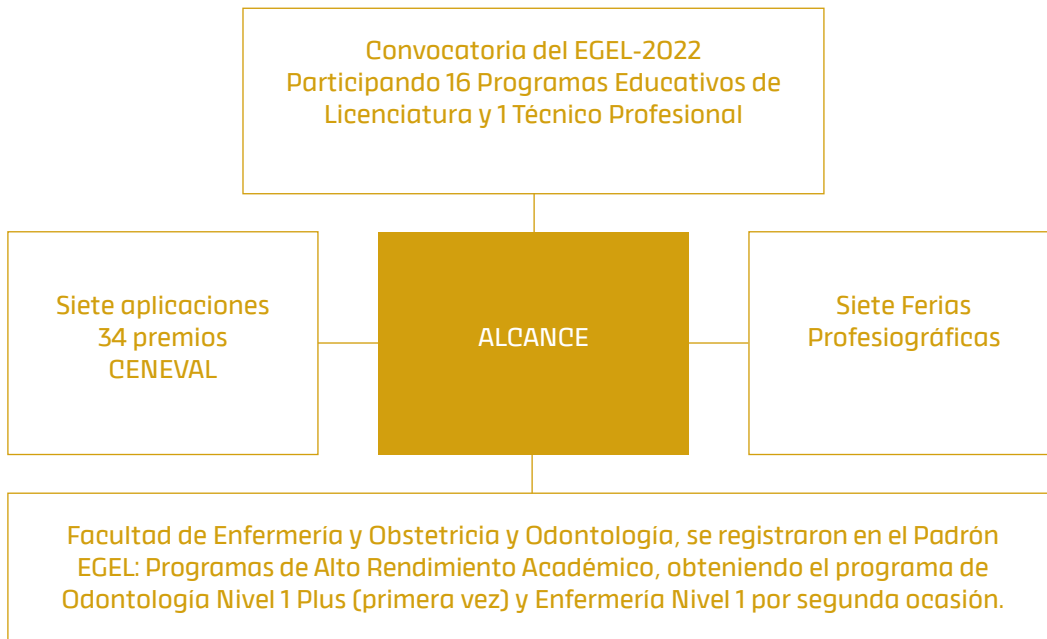 Convocatoria del EGEL-2022
Participando 16 Programas Educativos de
Licenciatura y 1 Técnico Profesional
Siete aplicaciones
34 premios
CENEVAL
ALCANCE
Siete Ferias
Profesiográficas
Facultad de Enfermería y Obstetricia y Odontología, se registraron en el Padrón
EGEL: Programas de Alto Rendimiento Académico, obteniendo el programa de
Odontología Nivel 1 Plus (primera vez) y Enfermería Nivel 1 por segunda ocasión.